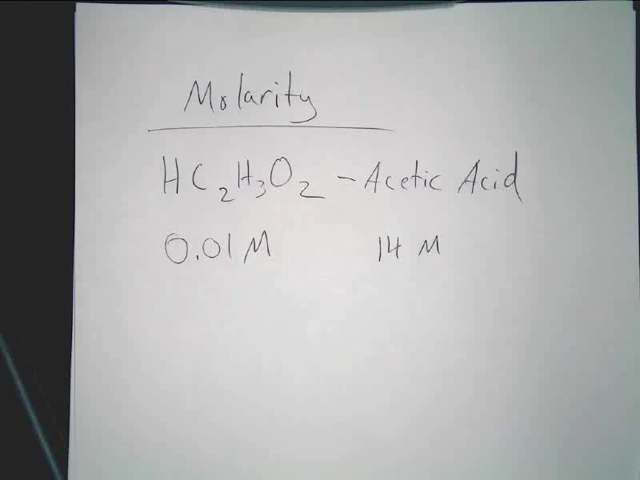 Molarity
HC₂H₃O₂ - Acetic Acid
0.01 M 14 M